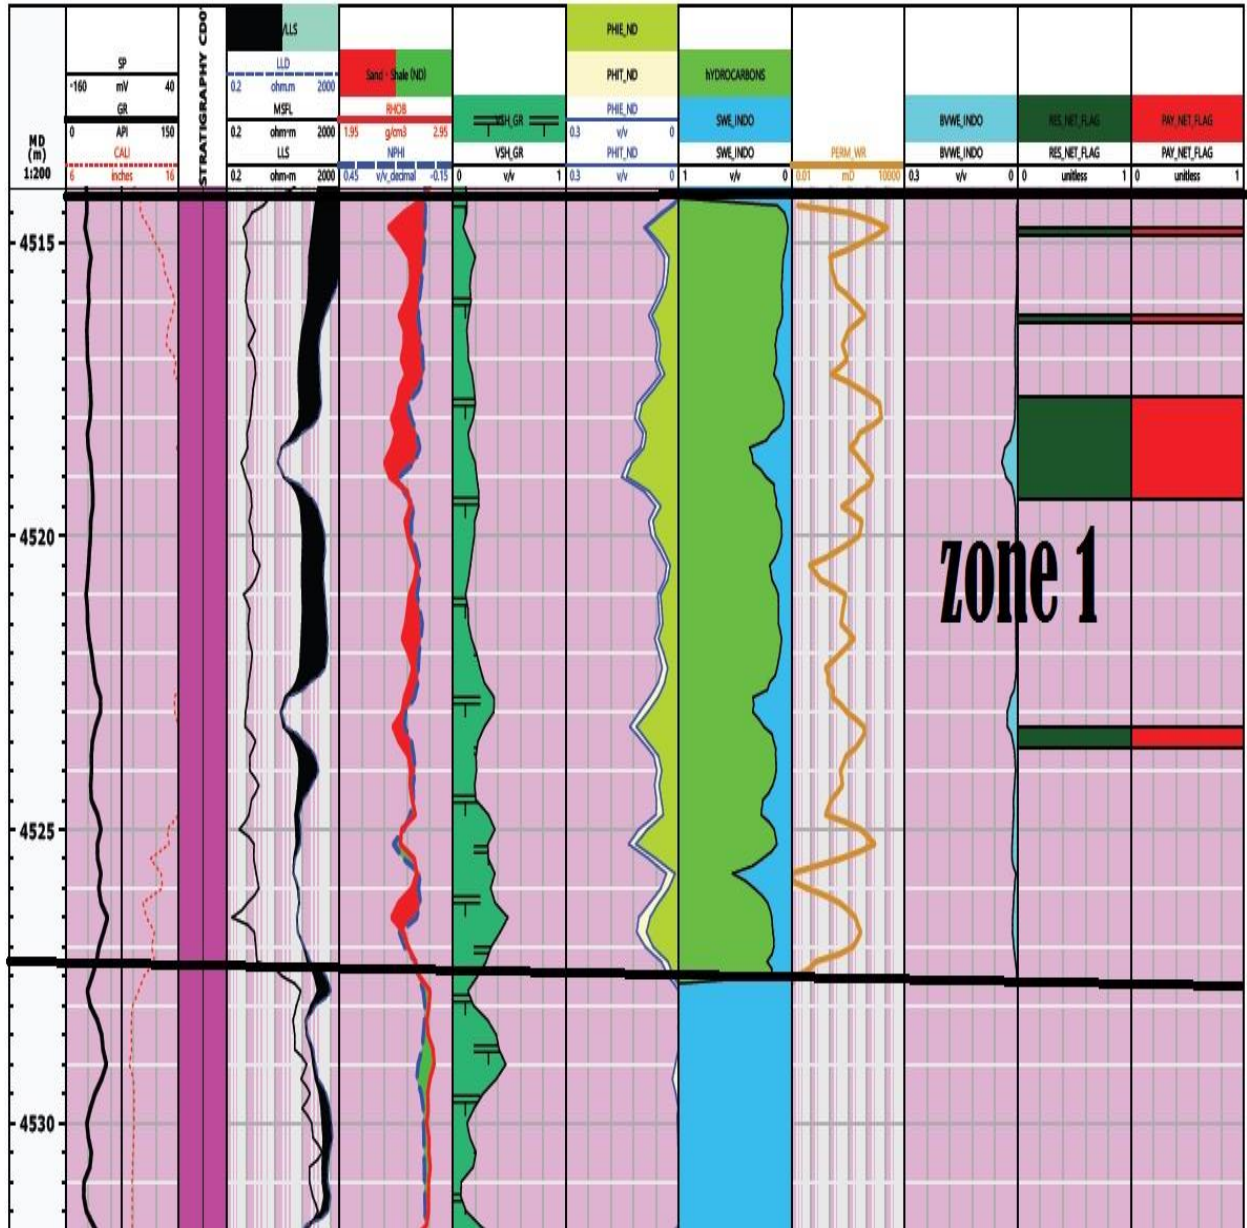 MD
(m)
1:200
SP
-160 mV 40
GR
0 API 150
CALI
6 inches 16
STRATIGRAPHY CDO
/LLS
LLD
0.2 ohm.m 2000
MSFL
0.2 ohm·m 2000
LLS
0.2 ohm·m 2000
Sand - Shale (ND)
RHOB
1.95 g/cm3 2.95
NPHI
0.45 v/v_decimal -0.15
VSH_GR
VSH_GR
0 v/v 1
PHIE_ND
PHIT_ND
PHIE_ND
0.3 v/v 0
PHIT_ND
0.3 v/v 0
hYDROCARBONS
SWE_INDO
SWE_INDO
1 v/v 0
PERM_WR
0.01 mD 10000
BVWE_INDO
BVWE_INDO
0.3 v/v 0
RES_NET_FLAG
RES_NET_FLAG
0 unitless 1
PAY_NET_FLAG
PAY_NET_FLAG
0 unitless 1
4515
4520
zone 1
4525
4530